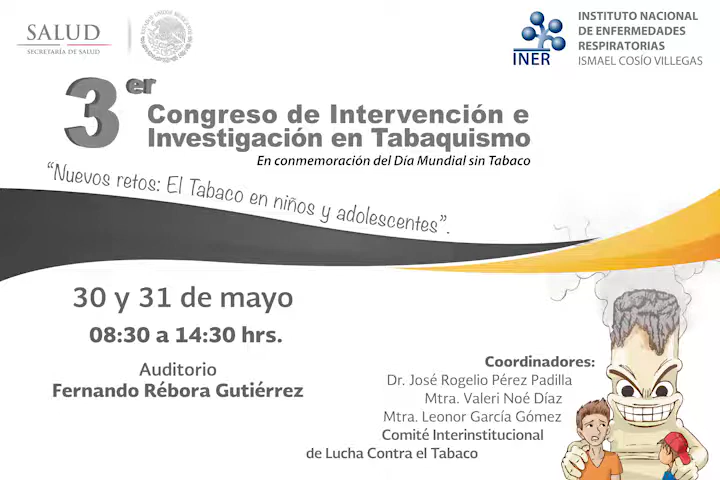 SALUD
SECRETARÍA DE SALUD
ESTADOS UNIDOS MEXICANOS
INER
INSTITUTO NACIONAL
DE ENFERMEDADES
RESPIRATORIAS
ISMAEL COSÍO VILLEGAS
3er
Congreso de Intervención e
Investigación en Tabaquismo
En conmemoración del Día Mundial sin Tabaco
“Nuevos retos: El Tabaco en niños y adolescentes”.
30 y 31 de mayo
08:30 a 14:30 hrs.
Auditorio
Fernando Rébora Gutiérrez
Coordinadores:
Dr. José Rogelio Pérez Padilla
Mtra. Valeri Noé Díaz
Mtra. Leonor García Gómez
Comité Interinstitucional
de Lucha Contra el Tabaco